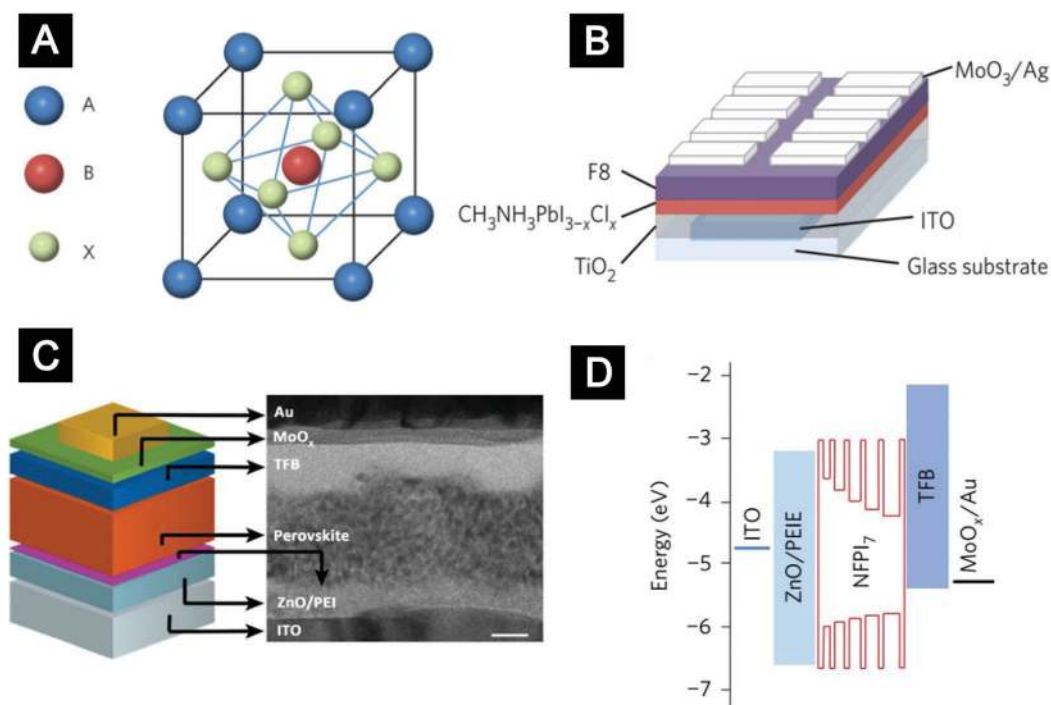 A
A
B
X
B
MoO3/Ag
F8
CH3NH3PbI3−xClx
ITO
TiO2
Glass substrate
C
Au
MoOx
TFB
Perovskite
ZnO/PEI
ITO
D
−2
−3
−4
−5
−6
−7
Energy (eV)
ITO
ZnO/PEIE
NFPI7
TFB
MoOx/Au